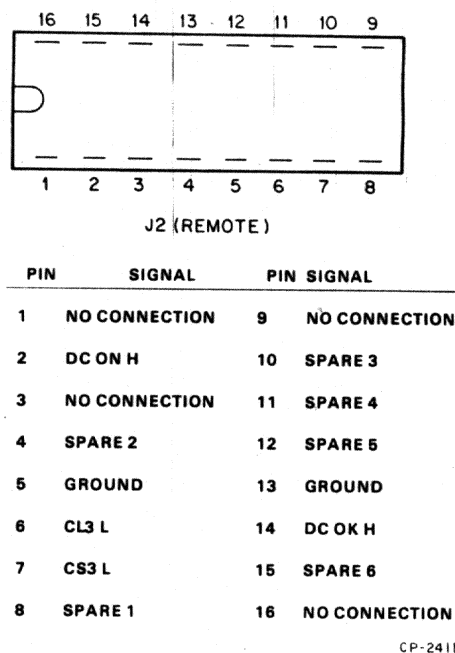 16 15 14 13 12 11 10 9
1 2 3 4 5 6 7 8
J2 (REMOTE)
PIN SIGNAL PIN SIGNAL
1 NO CONNECTION 9 NO CONNECTION
2 DC ON H 10 SPARE 3
3 NO CONNECTION 11 SPARE 4
4 SPARE 2 12 SPARE 5
5 GROUND 13 GROUND
6 CL3 L 14 DC OK H
7 CS3 L 15 SPARE 6
8 SPARE 1 16 NO CONNECTION